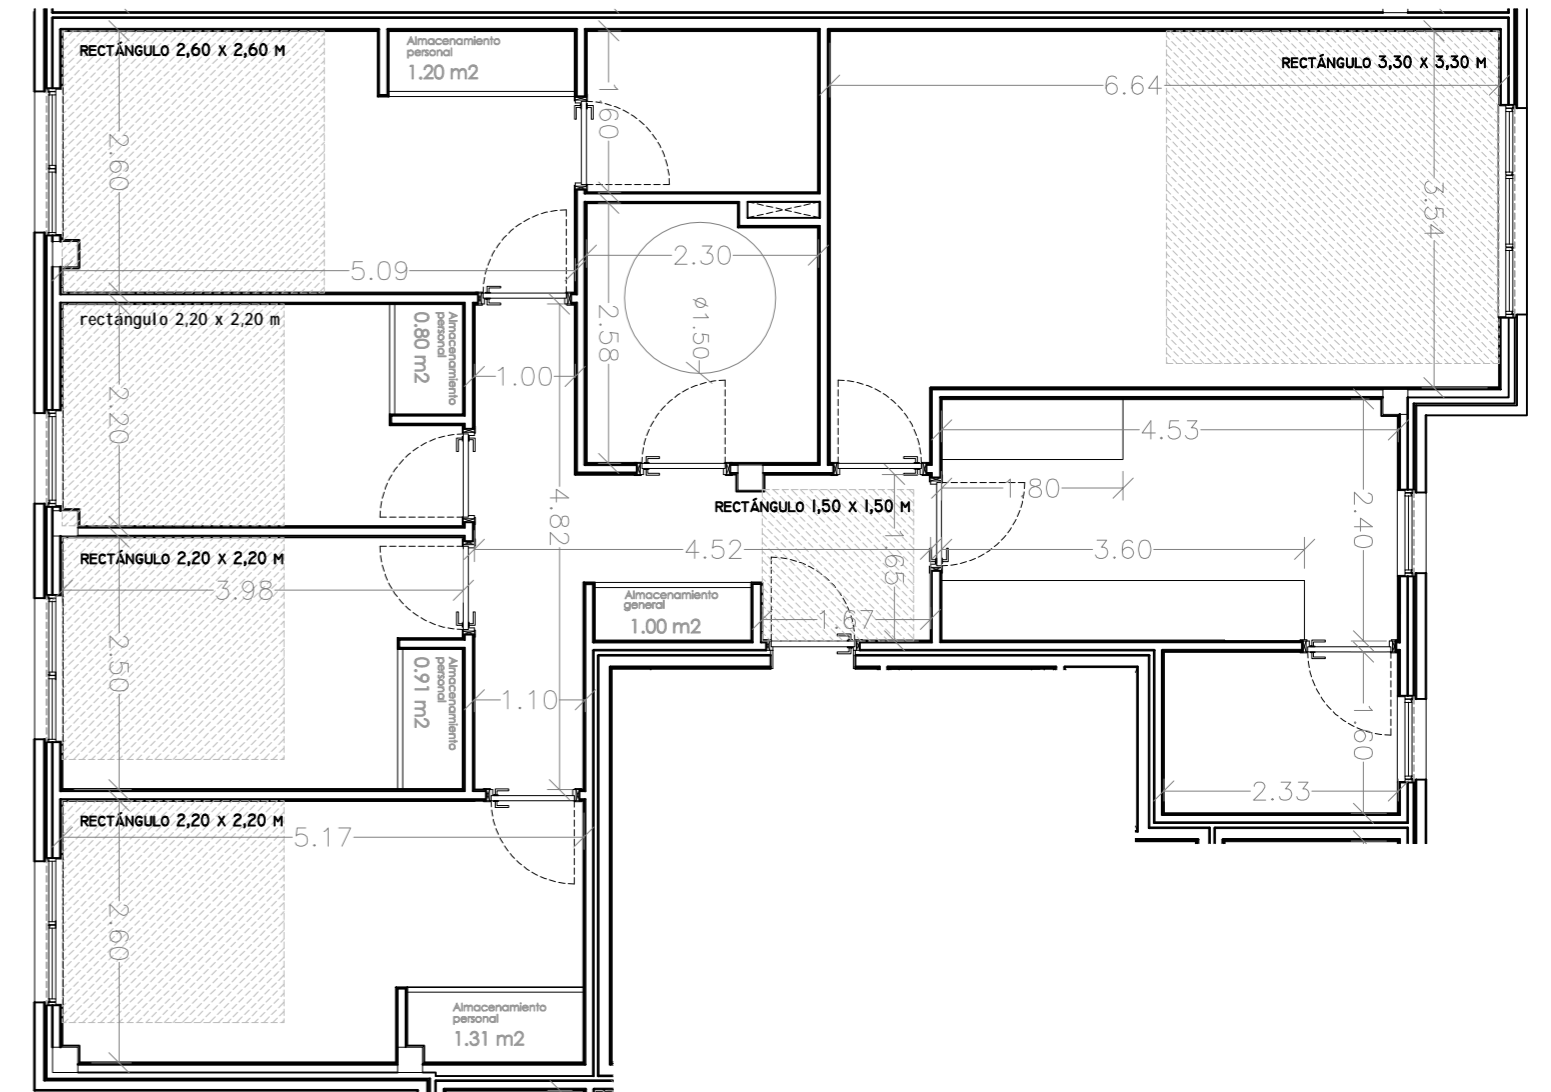 RECTÁNGULO 2,60 X 2,60 M
Almacenamiento
personal
1.20 m2
RECTÁNGULO 3,30 X 3,30 M
6.64
1.60
2.60
3.54
5.09
2.30
rectángulo 2,20 x 2,20 m
Almacenamiento
personal
0.80 m2
ø1.50
2.58
1.00
2.20
4.53
1.80
RECTÁNGULO 1,50 X 1,50 M
4.82
2.40
4.52
1.65
3.60
RECTÁNGULO 2,20 X 2,20 M
3.98
Almacenamiento
general
1.00 m2
1.67
2.50
Almacenamiento
personal
0.91 m2
1.10
1.60
2.33
RECTÁNGULO 2,20 X 2,20 M
5.17
2.60
Almacenamiento
personal
1.31 m2